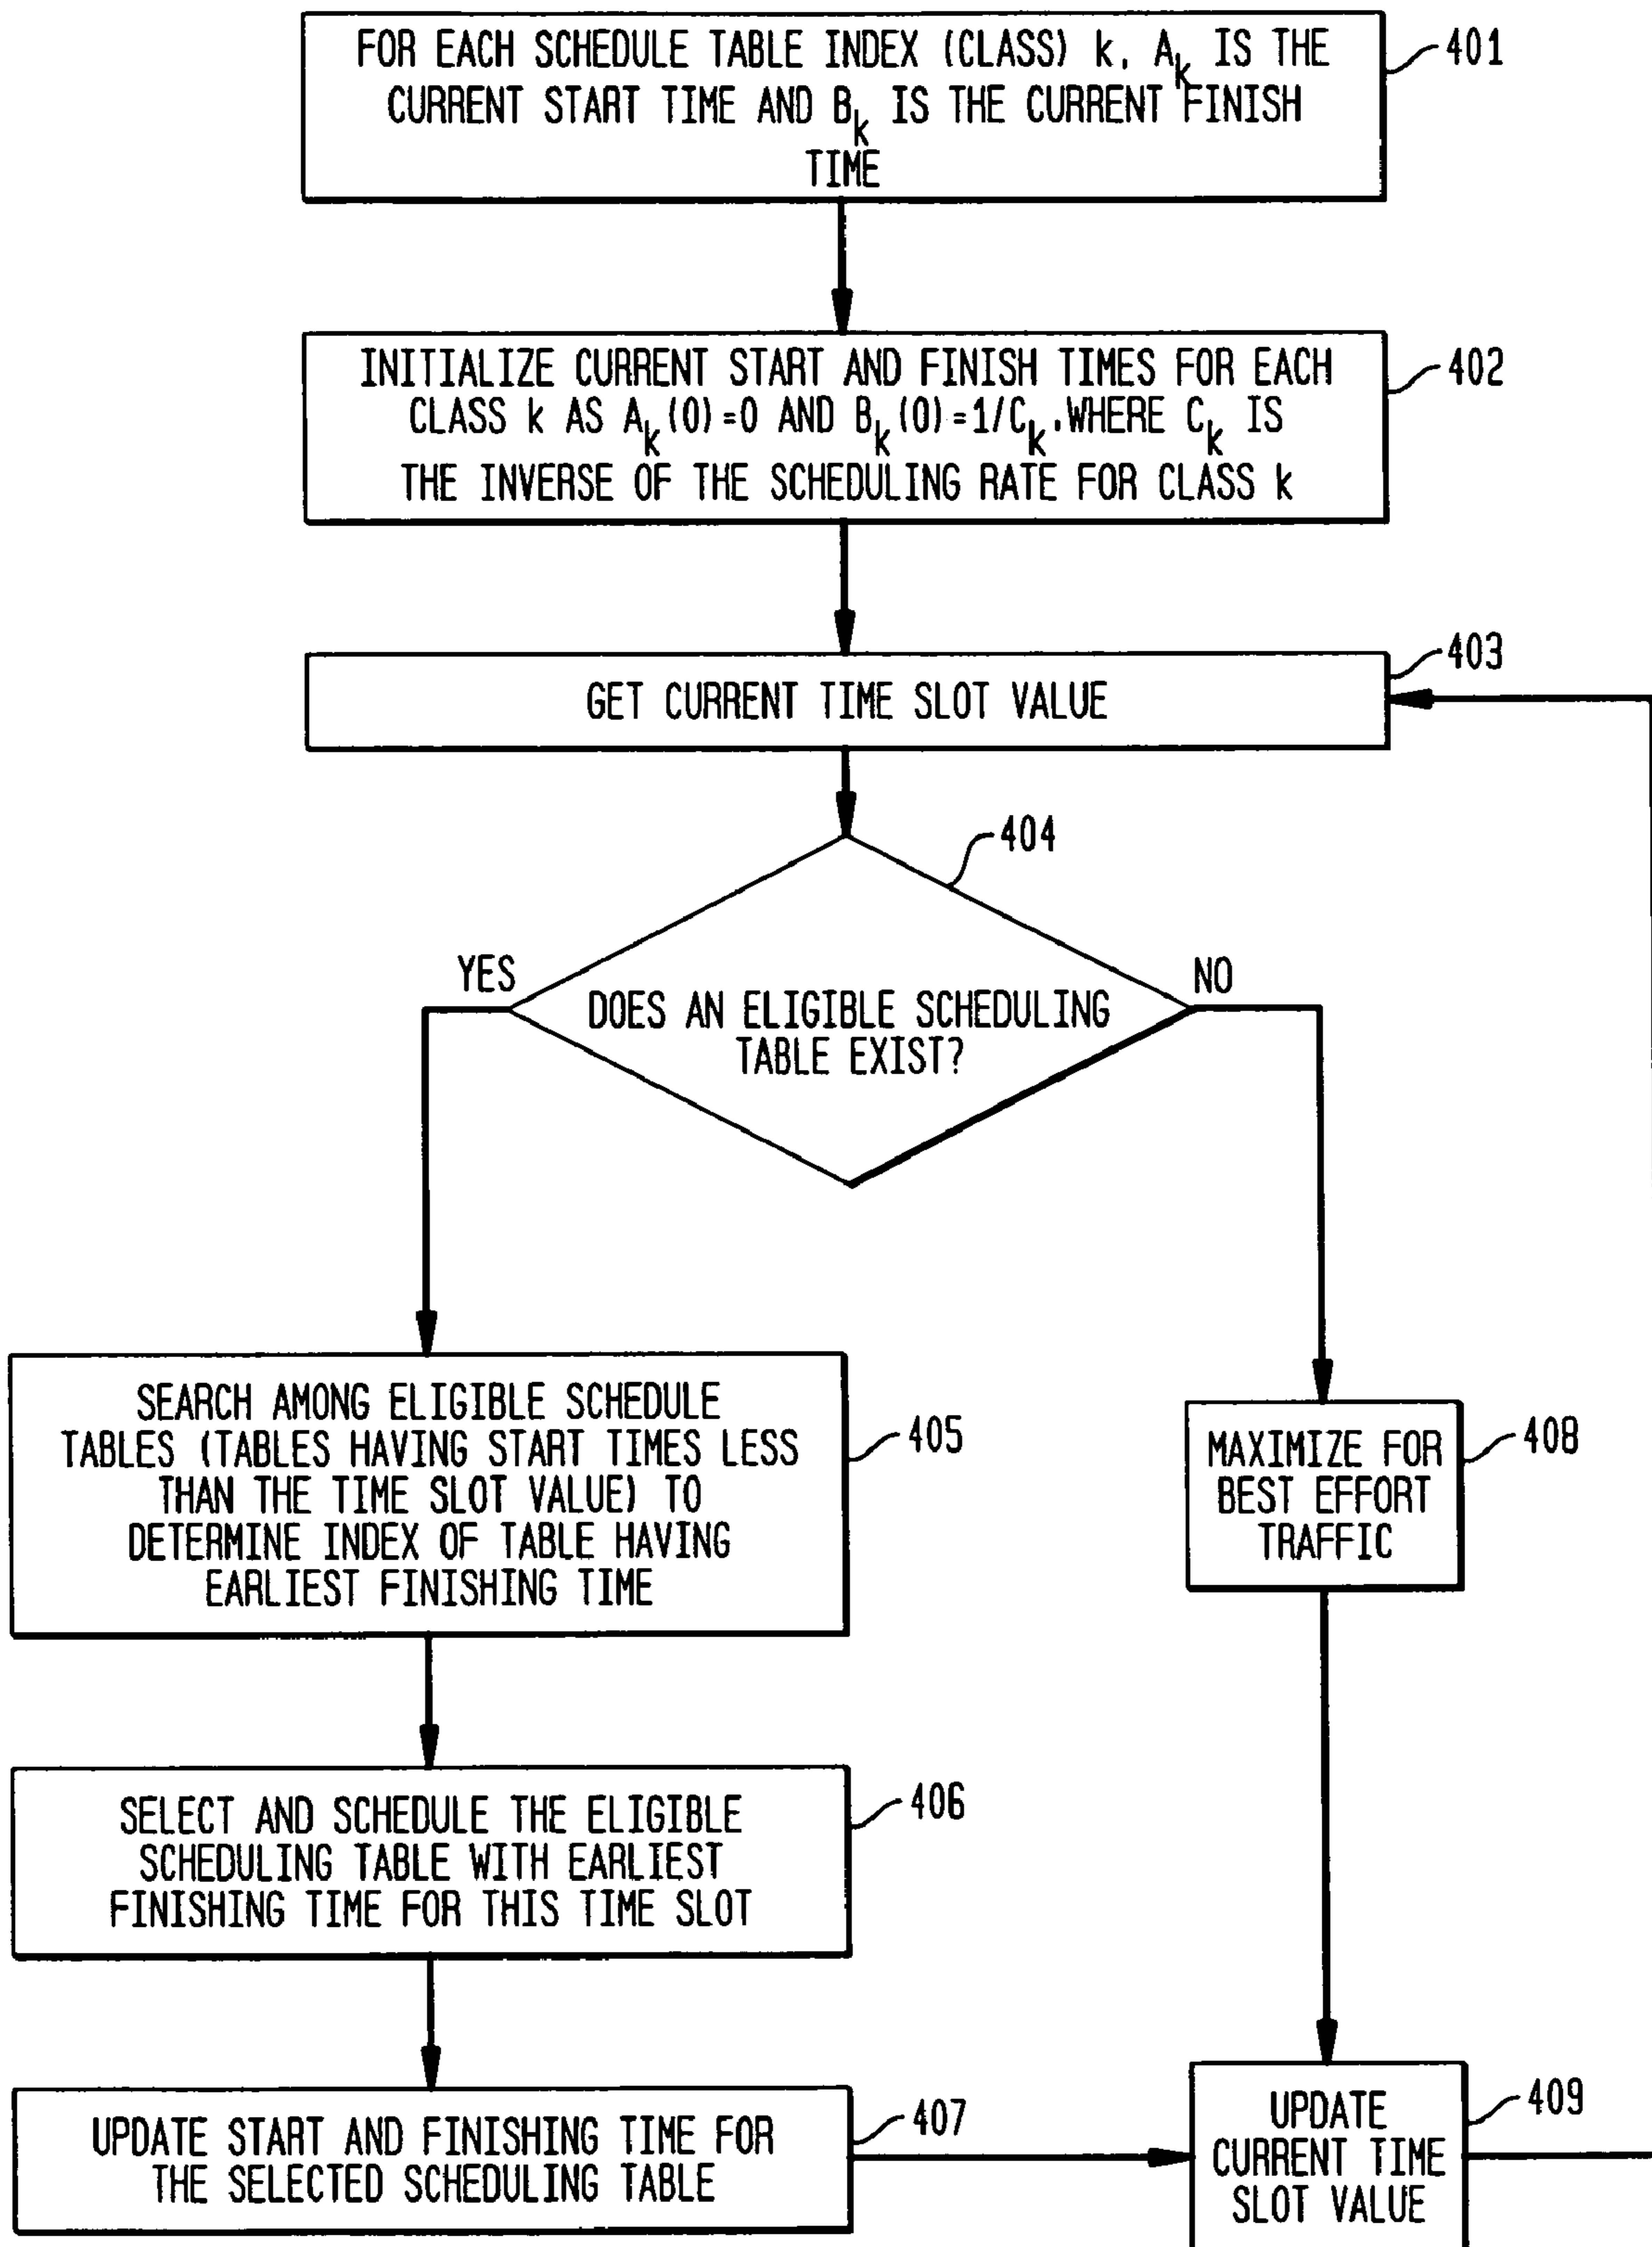 FOR EACH SCHEDULE TABLE INDEX (CLASS) k, A_k IS THE
CURRENT START TIME AND B_k IS THE CURRENT FINISH
TIME
401
INITIALIZE CURRENT START AND FINISH TIMES FOR EACH
CLASS k AS A_k(0)=0 AND B_k(0)=1/C_k, WHERE C_k IS
THE INVERSE OF THE SCHEDULING RATE FOR CLASS k
402
GET CURRENT TIME SLOT VALUE
403
404
YES
NO
DOES AN ELIGIBLE SCHEDULING
TABLE EXIST?
SEARCH AMONG ELIGIBLE SCHEDULE
TABLES (TABLES HAVING START TIMES LESS
THAN THE TIME SLOT VALUE) TO
DETERMINE INDEX OF TABLE HAVING
EARLIEST FINISHING TIME
405
MAXIMIZE FOR
BEST EFFORT
TRAFFIC
408
SELECT AND SCHEDULE THE ELIGIBLE
SCHEDULING TABLE WITH EARLIEST
FINISHING TIME FOR THIS TIME SLOT
406
UPDATE START AND FINISHING TIME FOR
THE SELECTED SCHEDULING TABLE
407
UPDATE
CURRENT TIME
SLOT VALUE
409